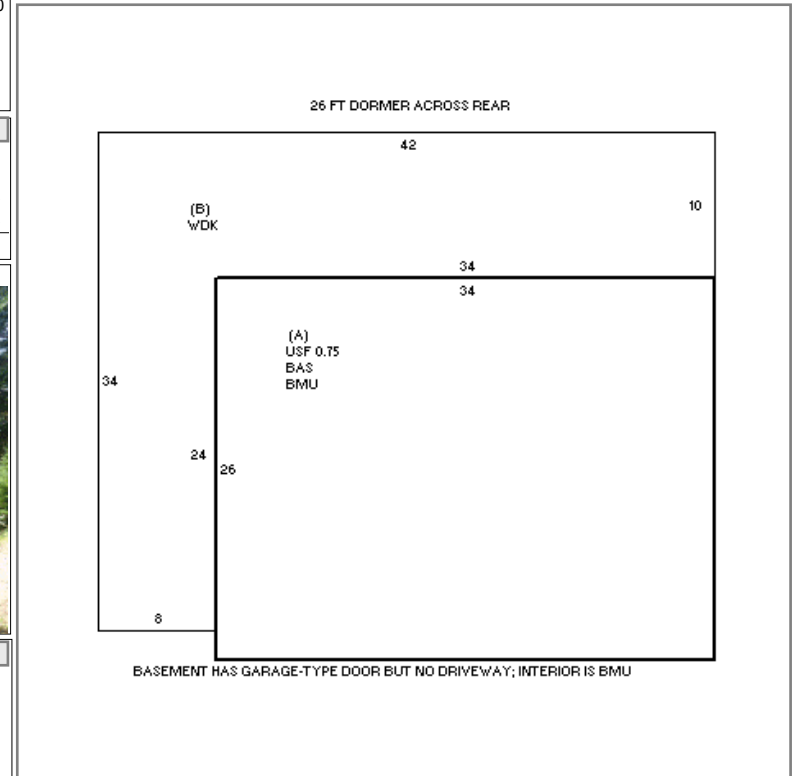 26 FT DORMER ACROSS REAR
42
(B)
WDK
10
34
34
(A)
USF 0.75
BAS
BMU
34
24
26
8
BASEMENT HAS GARAGE-TYPE DOOR BUT NO DRIVEWAY; INTERIOR IS BMU